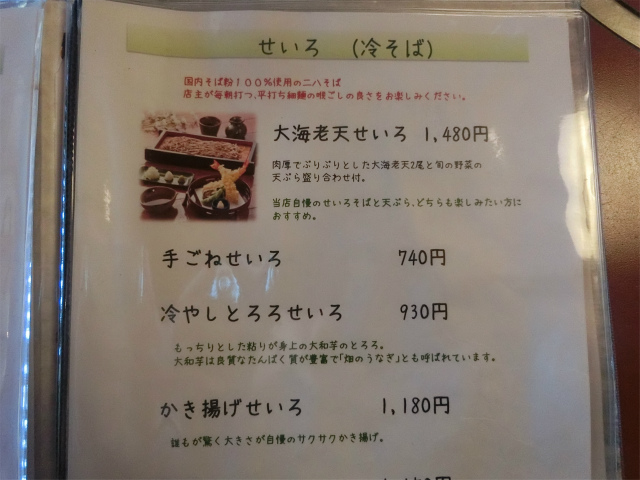 せいろ （冷そば）
国内そば粉１００％使用の二八そば
店主が毎朝打つ、平打ち細麺の喉ごしの良さをお楽しみください。
大海老天せいろ 1,480円
肉厚でぷりぷりとした大海老天2尾と旬の野菜の
天ぷら盛り合わせ付。
当店自慢のせいろそばと天ぷら、どちらも楽しみたい方に
おすすめ。
手ごねせいろ 740円
冷やしとろろせいろ 930円
もっちりとした粘りが身上の大和芋のとろろ。
大和芋は良質なたんぱく質が豊富で「畑のうなぎ」とも呼ばれています。
かき揚げせいろ 1,180円
誰もが驚く大きさが自慢のサクサクかき揚げ。